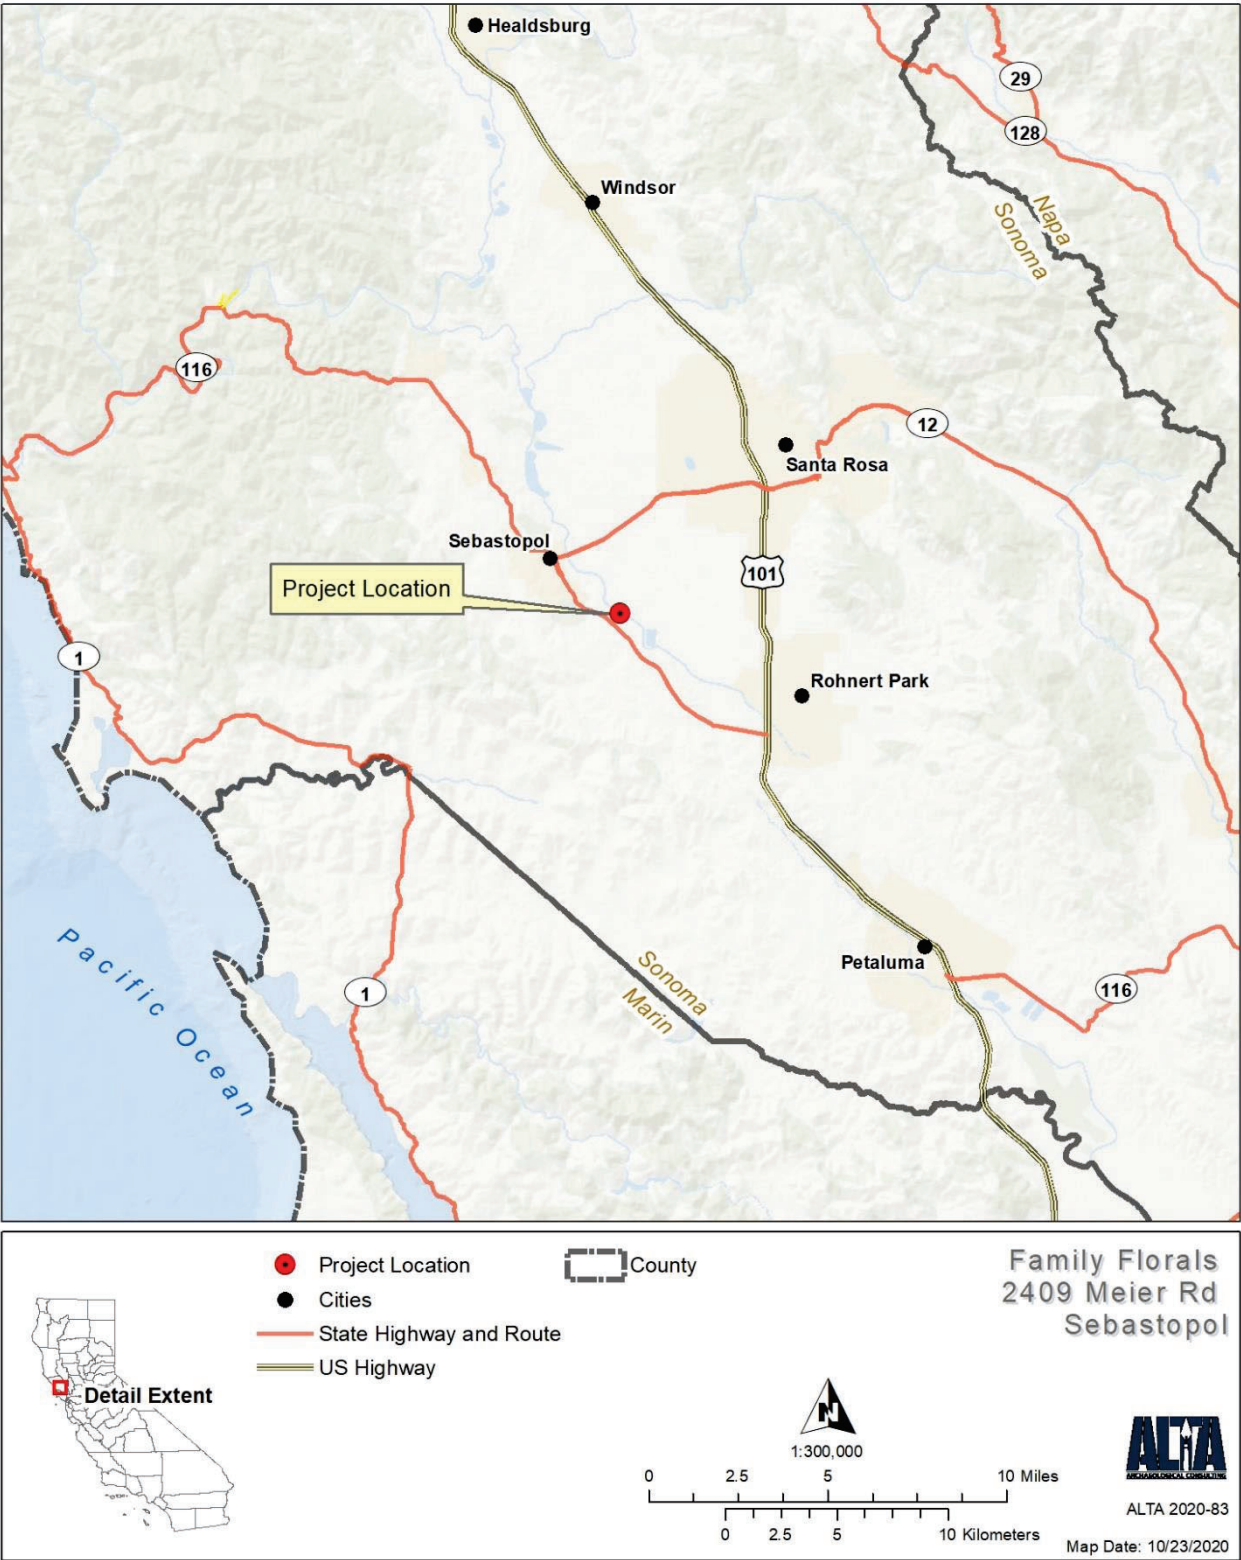 Healdsburg
29
128
Windsor
Napa
Sonoma
116
12
Santa Rosa
Sebastopol
101
Project Location
1
Rohnert Park
Pacific Ocean
Sonoma
Marin
1
Petaluma
116
Project Location
County
Cities
State Highway and Route
US Highway
Detail Extent
Family Florals
2409 Meier Rd
Sebastopol
N
1:300,000
0 2.5 5 10 Miles
0 2.5 5 10 Kilometers
ALTA
ARCHAEOLOGICAL CONSULTING
ALTA 2020-83
Map Date: 10/23/2020